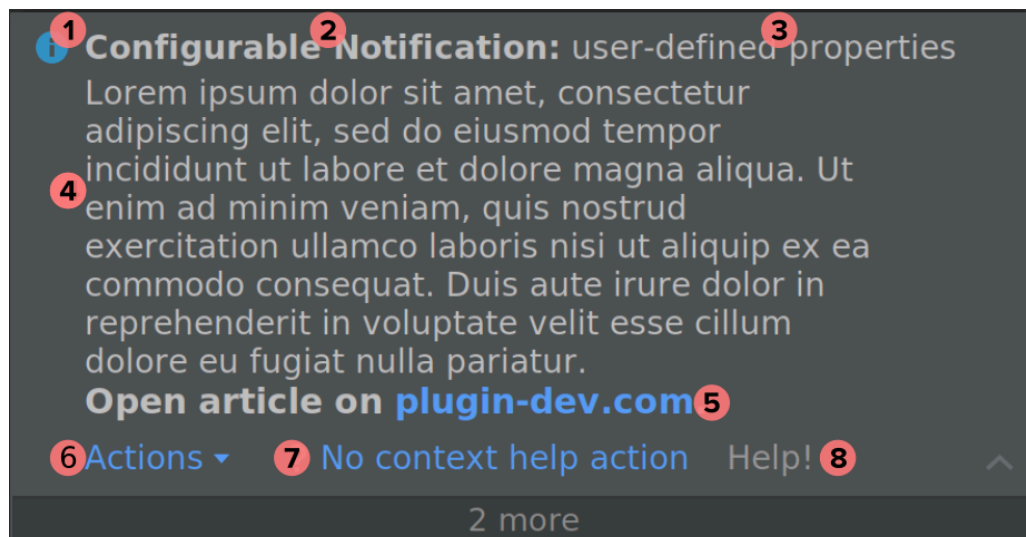 1 2 3
Configurable Notification: user-defined properties
Lorem ipsum dolor sit amet, consectetur
adipiscing elit, sed do eiusmod tempor
incididunt ut labore et dolore magna aliqua. Ut
4
enim ad minim veniam, quis nostrud
exercitation ullamco laboris nisi ut aliquip ex ea
commodo consequat. Duis aute irure dolor in
reprehenderit in voluptate velit esse cillum
dolore eu fugiat nulla pariatur.
Open article on plugin-dev.com 5
6 Actions 7 No context help action Help! 8
2 more